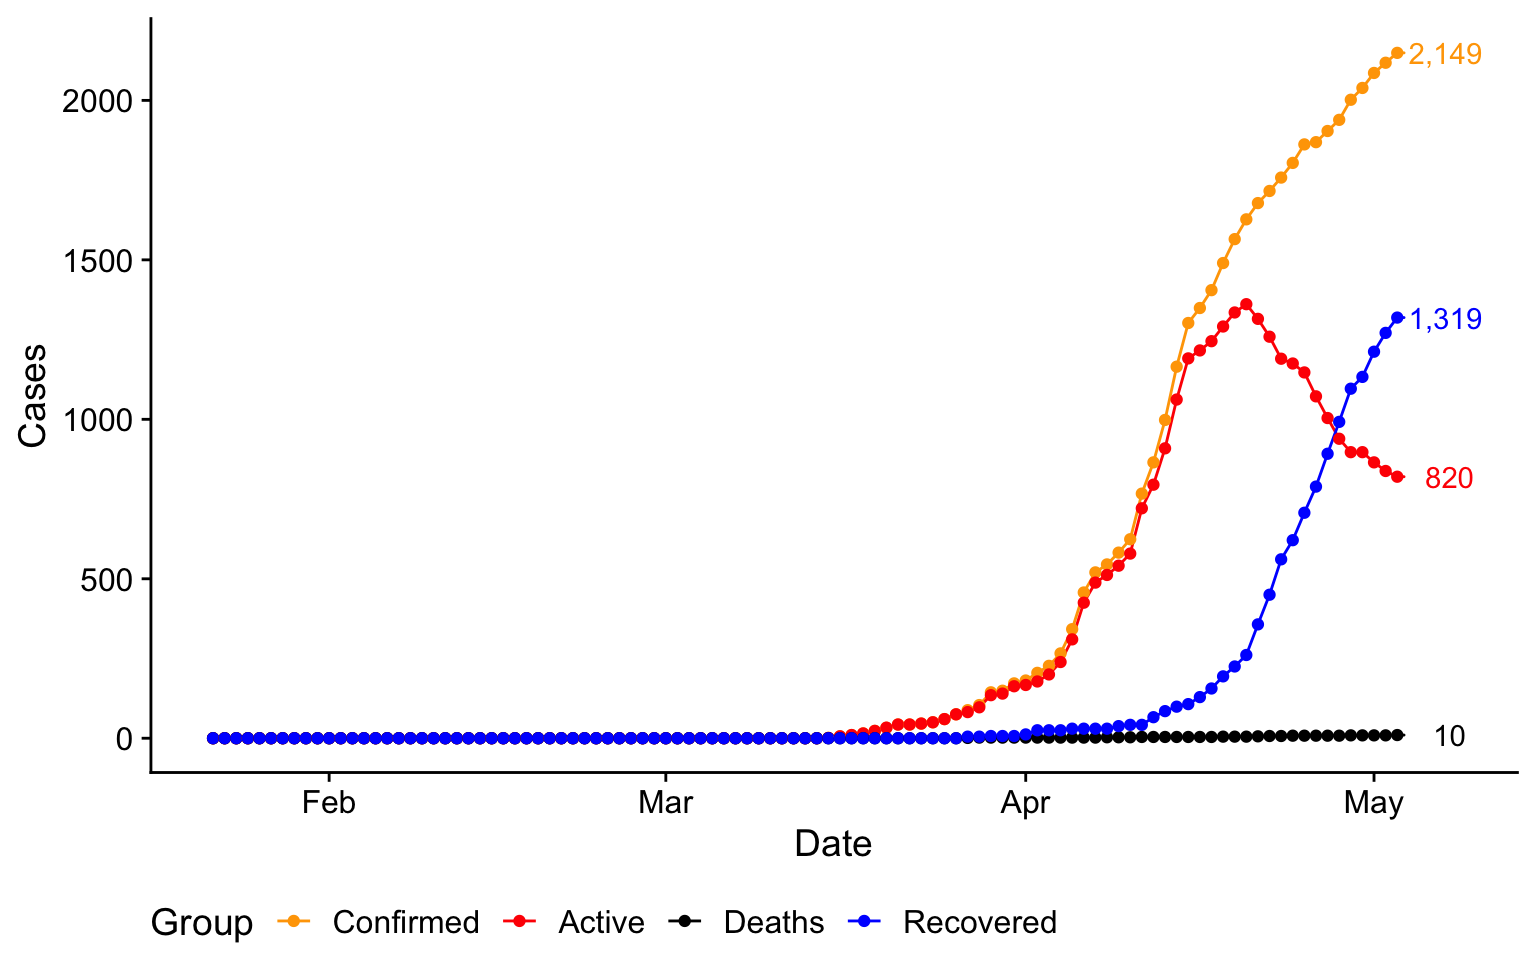 2,149
2000
1500
1,319
Cases
1000
820
500
10
0
Feb Mar Apr May
Date
Group Confirmed Active Deaths Recovered